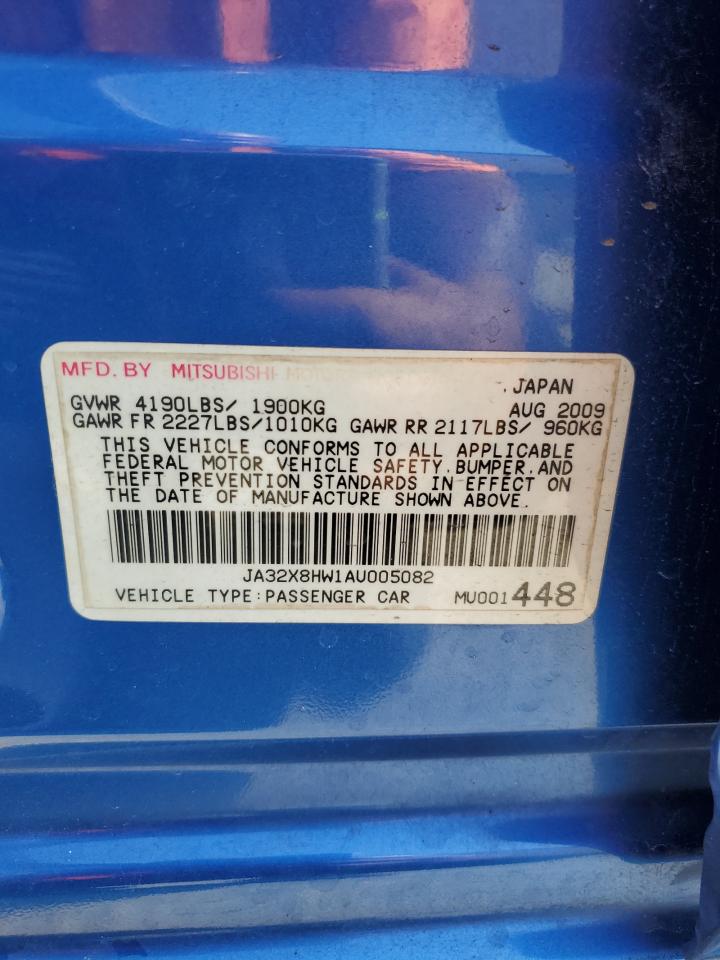 MFD. BY MITSUBISHI MOTOR
JAPAN
GVWR 4190LBS/ 1900KG AUG 2009
GAWR FR 2227LBS/1010KG GAWR RR 2117LBS/ 960KG
THIS VEHICLE CONFORMS TO ALL APPLICABLE
FEDERAL MOTOR VEHICLE SAFETY, BUMPER, AND
THEFT PREVENTION STANDARDS IN EFFECT ON
THE DATE OF MANUFACTURE SHOWN ABOVE.
JA32X8HW1AU005082
VEHICLE TYPE:PASSENGER CAR MU001448